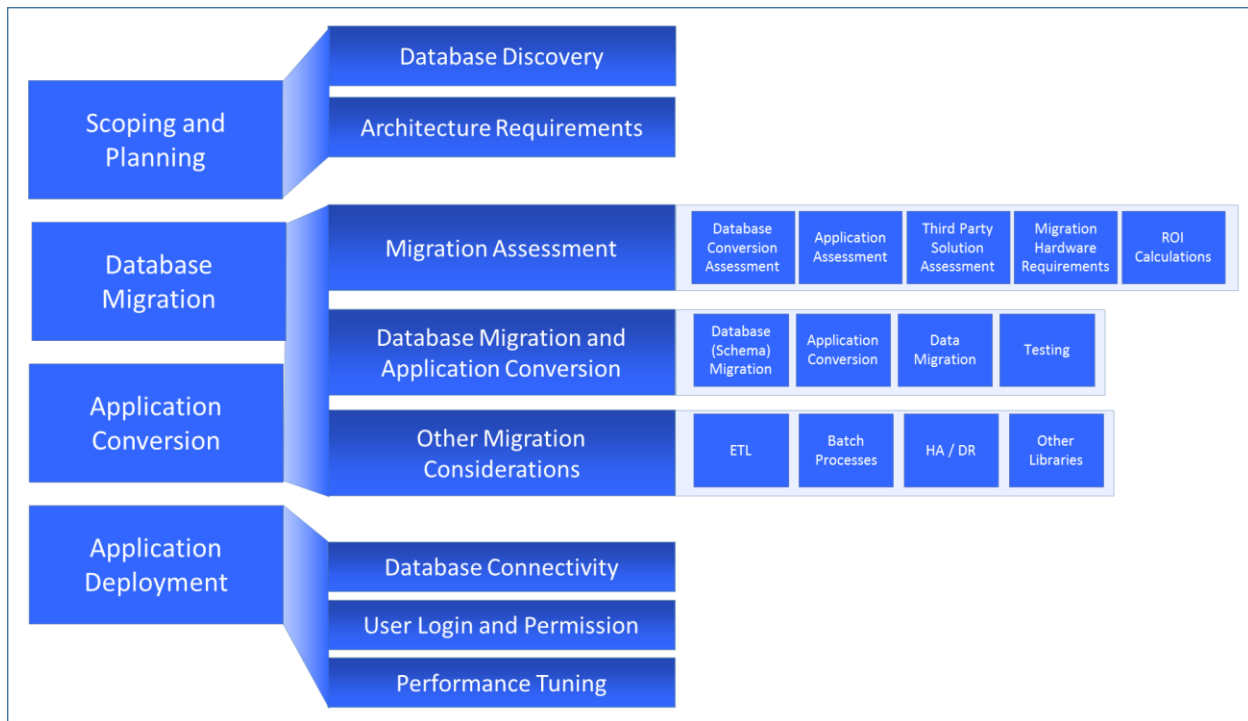 Scoping and
Planning
Database Discovery
Architecture Requirements
Database
Migration
Application
Conversion
Migration Assessment
Database
Conversion
Assessment
Application
Assessment
Third Party
Solution
Assessment
Migration
Hardware
Requirements
ROI
Calculations
Database Migration and
Application Conversion
Database
(Schema)
Migration
Application
Conversion
Data
Migration
Testing
Other Migration
Considerations
ETL
Batch
Processes
HA / DR
Other
Libraries
Application
Deployment
Database Connectivity
User Login and Permission
Performance Tuning